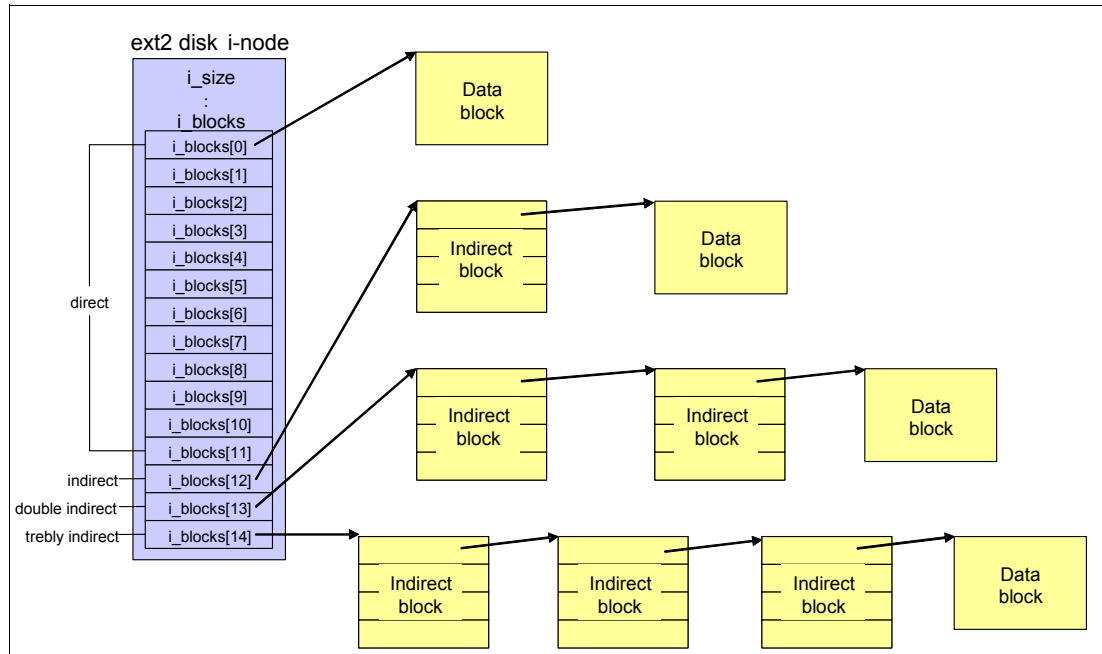 ext2 disk i-node
i_size
:
i_blocks
i_blocks[0]
i_blocks[1]
i_blocks[2]
i_blocks[3]
i_blocks[4]
i_blocks[5]
i_blocks[6]
i_blocks[7]
i_blocks[8]
i_blocks[9]
i_blocks[10]
i_blocks[11]
i_blocks[12]
i_blocks[13]
i_blocks[14]
direct
indirect
double indirect
trebly indirect
Data
block
Indirect
block
Data
block
Indirect
block
Indirect
block
Data
block
Indirect
block
Indirect
block
Indirect
block
Data
block